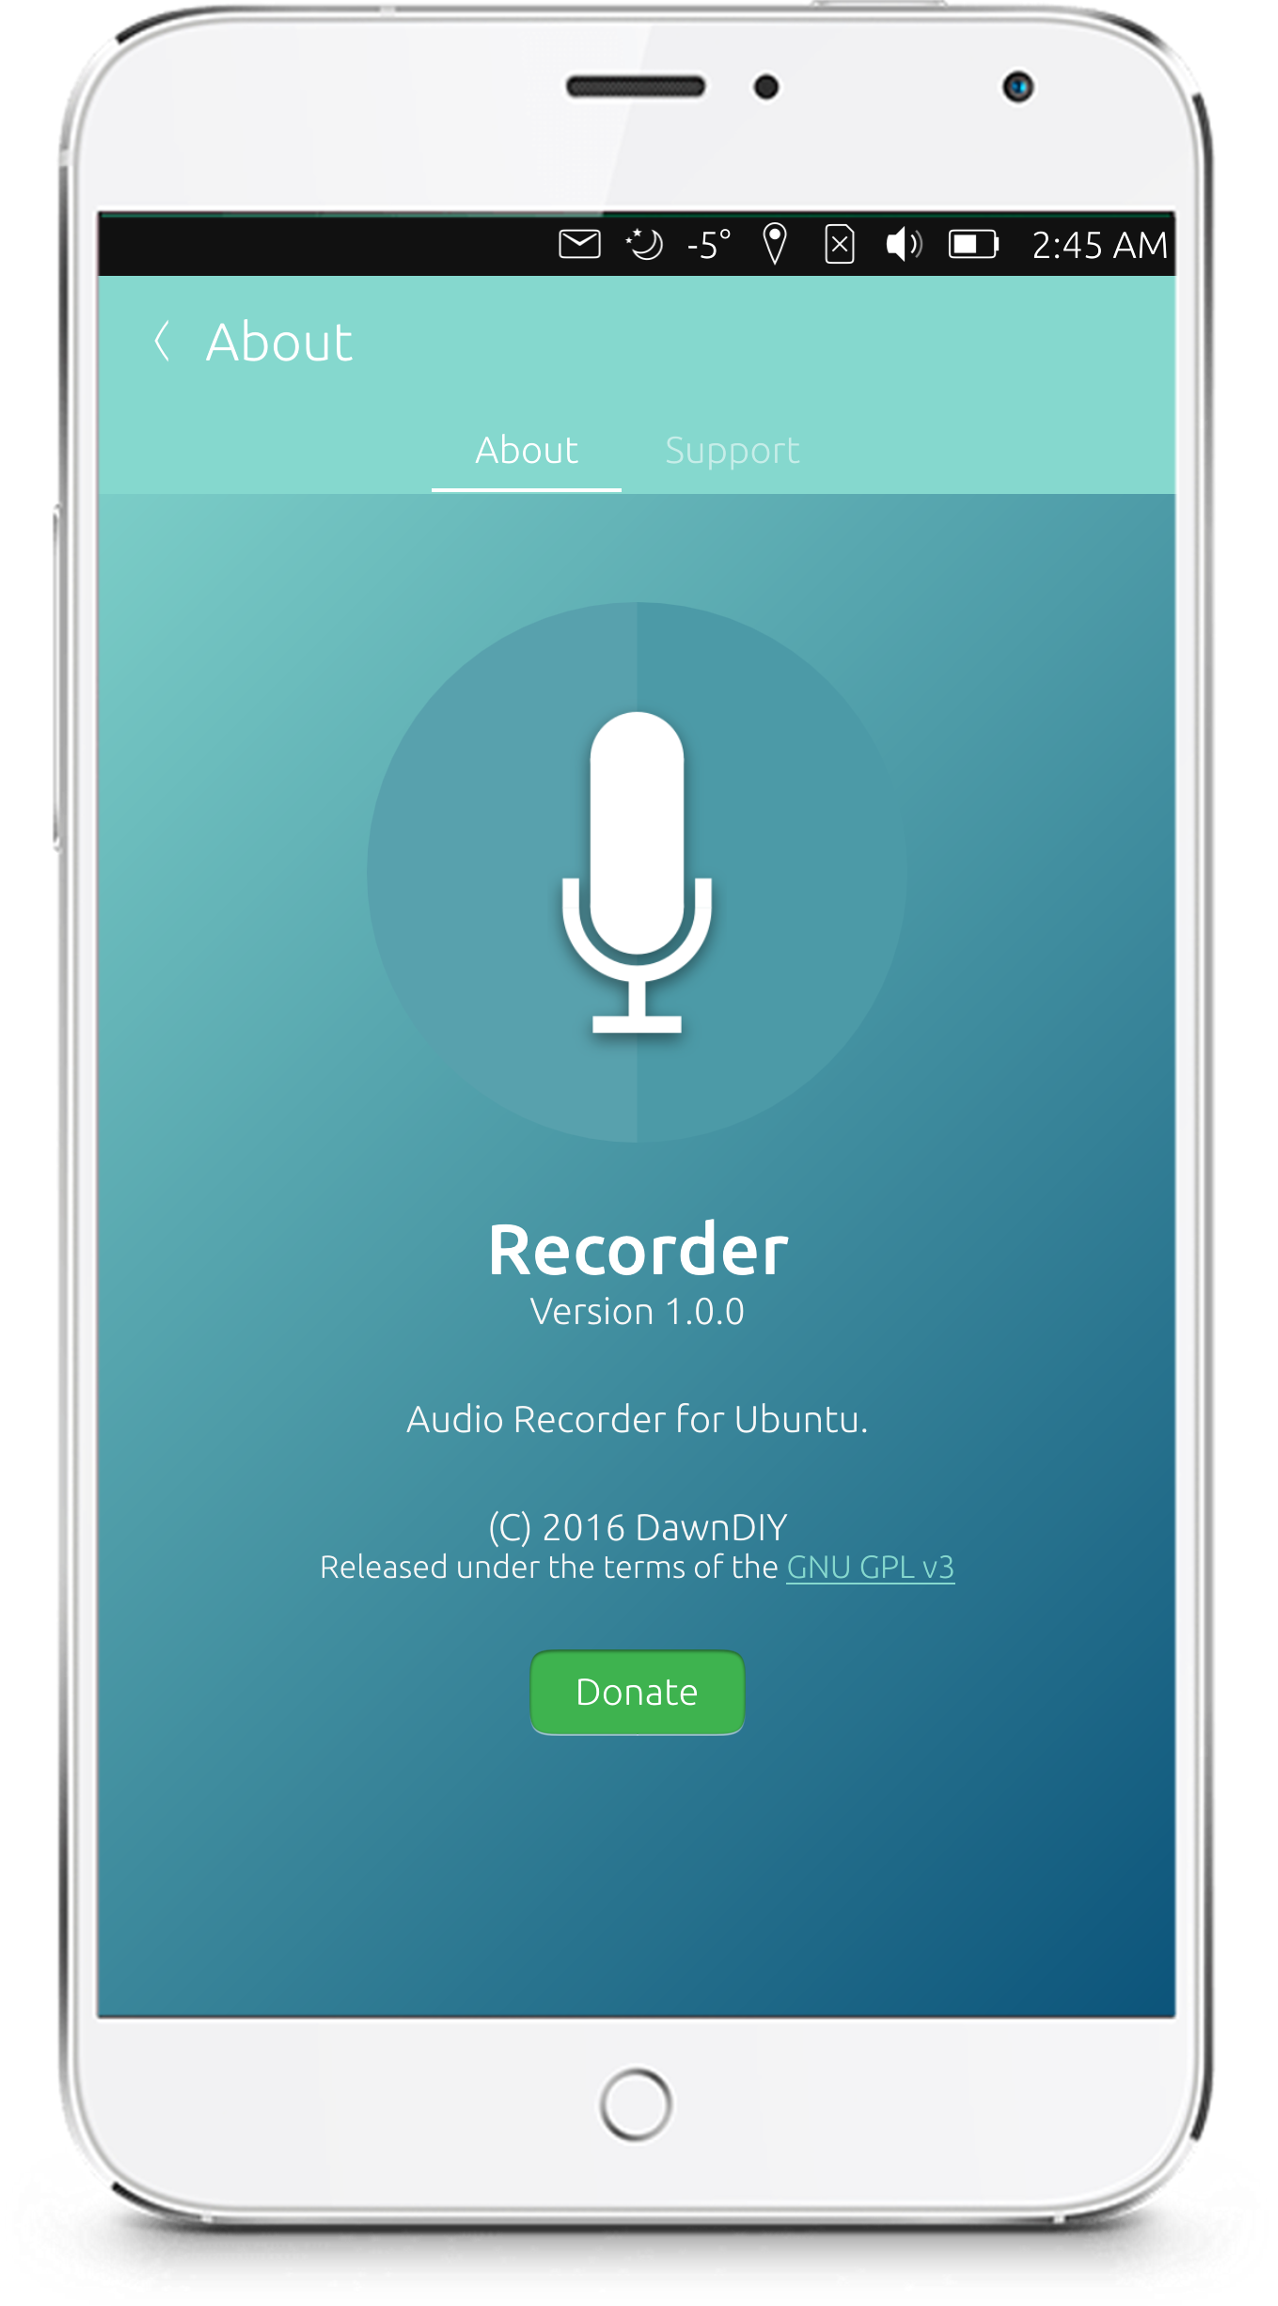 -5° 2:45 AM
About
About Support
Recorder
Version 1.0.0
Audio Recorder for Ubuntu.
(C) 2016 DawnDIY
Released under the terms of the GNU GPL v3
Donate